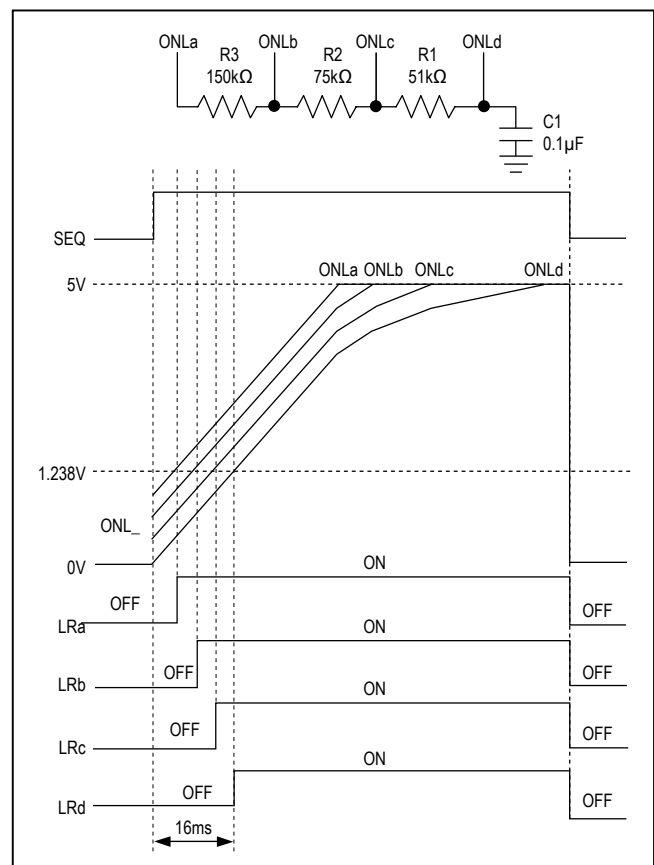 ONLa
ONLb
ONLc
ONLd
R3
150kΩ
R2
75kΩ
R1
51kΩ
C1
0.1µF
SEQ
5V
ONLa
ONLb
ONLc
ONLd
1.238V
ONL_
0V
OFF
ON
LRa
OFF
OFF
ON
LRb
OFF
OFF
ON
LRc
OFF
OFF
ON
LRd
OFF
16ms